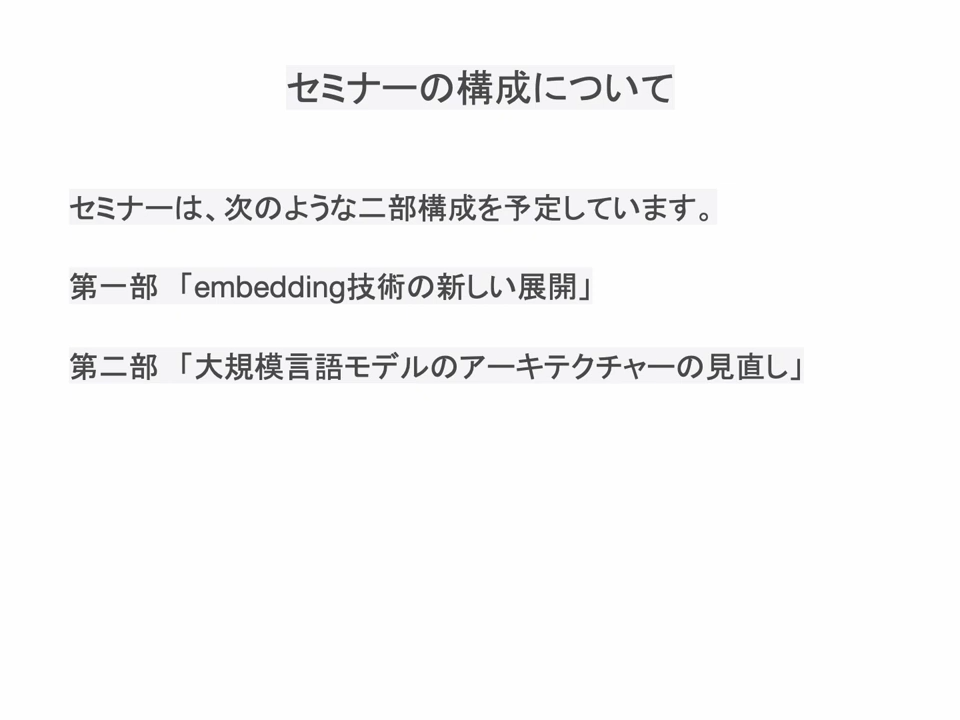 セミナーの構成について
セミナーは、次のような二部構成を予定しています。
第一部　「embedding技術の新しい展開」
第二部　「大規模言語モデルのアーキテクチャーの見直し」